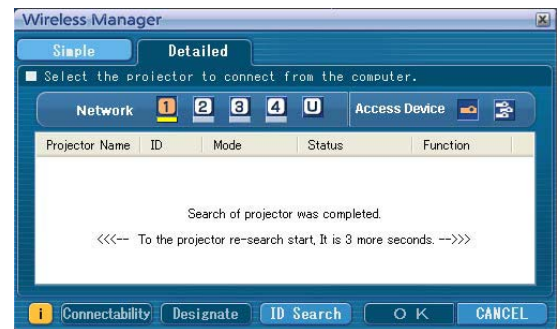 Wireless Manager
Simple Detailed
Select the projector to connect from the computer.
Network 1 2 3 4 U Access Device
Projector Name ID Mode Status Function
Search of projector was completed.
<<<-- To the projector re-search start, It is 3 more seconds. -->>>
i Connectability Designate ID Search O K CANCEL